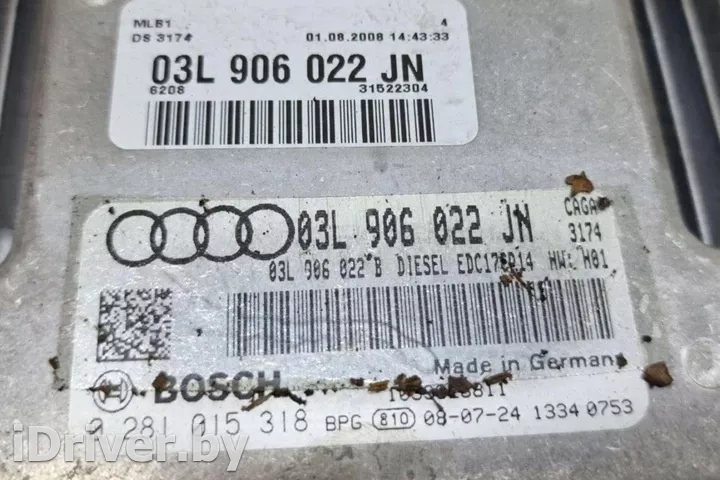 MLB1 4
DS 3174 01.08.2008 14:43:33
03L 906 022 JN
6208 31522304
03L 906 022 JN CAGA
3174
03L 906 022 B DIESEL HW: H01
Made in Germany
BOSCH
0 281 015 318 BPG 810 08-07-24 1334 0753
iDriver.by